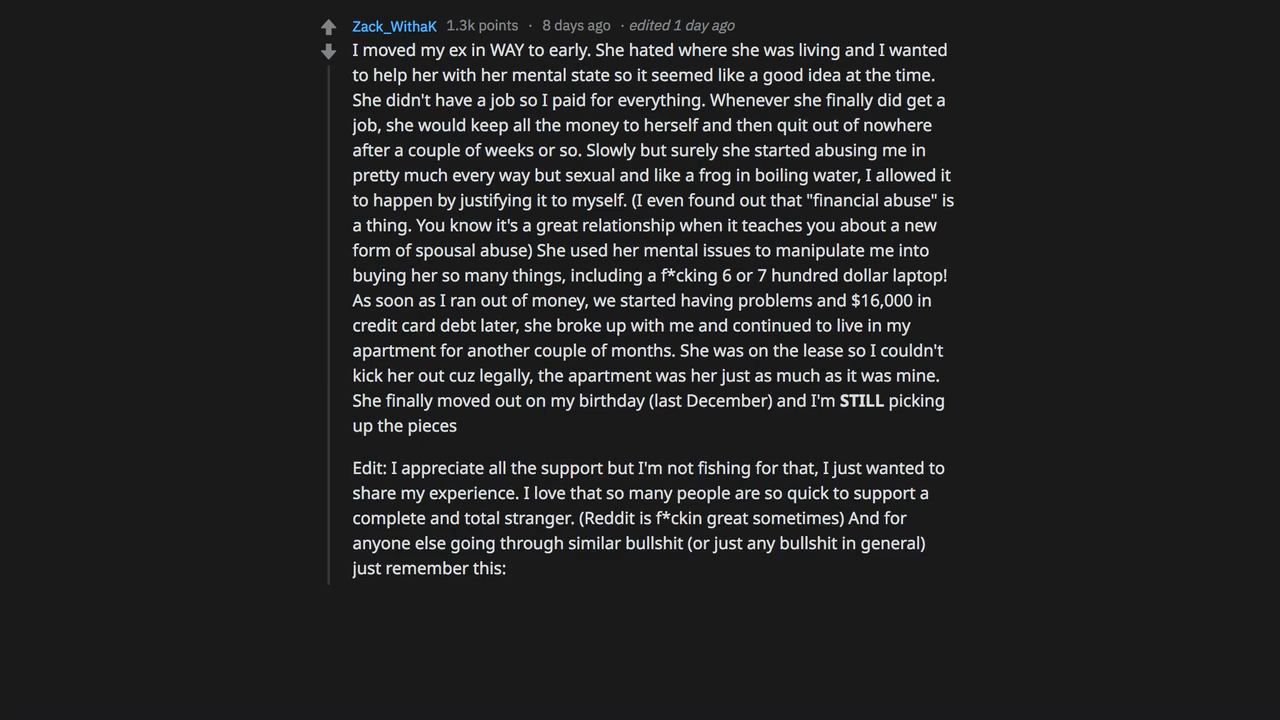 Zack_WithaK 1.3k points · 8 days ago · edited 1 day ago
I moved my ex in WAY to early. She hated where she was living and I wanted
to help her with her mental state so it seemed like a good idea at the time.
She didn't have a job so I paid for everything. Whenever she finally did get a
job, she would keep all the money to herself and then quit out of nowhere
after a couple of weeks or so. Slowly but surely she started abusing me in
pretty much every way but sexual and like a frog in boiling water, I allowed it
to happen by justifying it to myself. (I even found out that "financial abuse" is
a thing. You know it's a great relationship when it teaches you about a new
form of spousal abuse) She used her mental issues to manipulate me into
buying her so many things, including a f*cking 6 or 7 hundred dollar laptop!
As soon as I ran out of money, we started having problems and $16,000 in
credit card debt later, she broke up with me and continued to live in my
apartment for another couple of months. She was on the lease so I couldn't
kick her out cuz legally, the apartment was her just as much as it was mine.
She finally moved out on my birthday (last December) and I'm STILL picking
up the pieces
Edit: I appreciate all the support but I'm not fishing for that, I just wanted to
share my experience. I love that so many people are so quick to support a
complete and total stranger. (Reddit is f*ckin great sometimes) And for
anyone else going through similar bullshit (or just any bullshit in general)
just remember this: